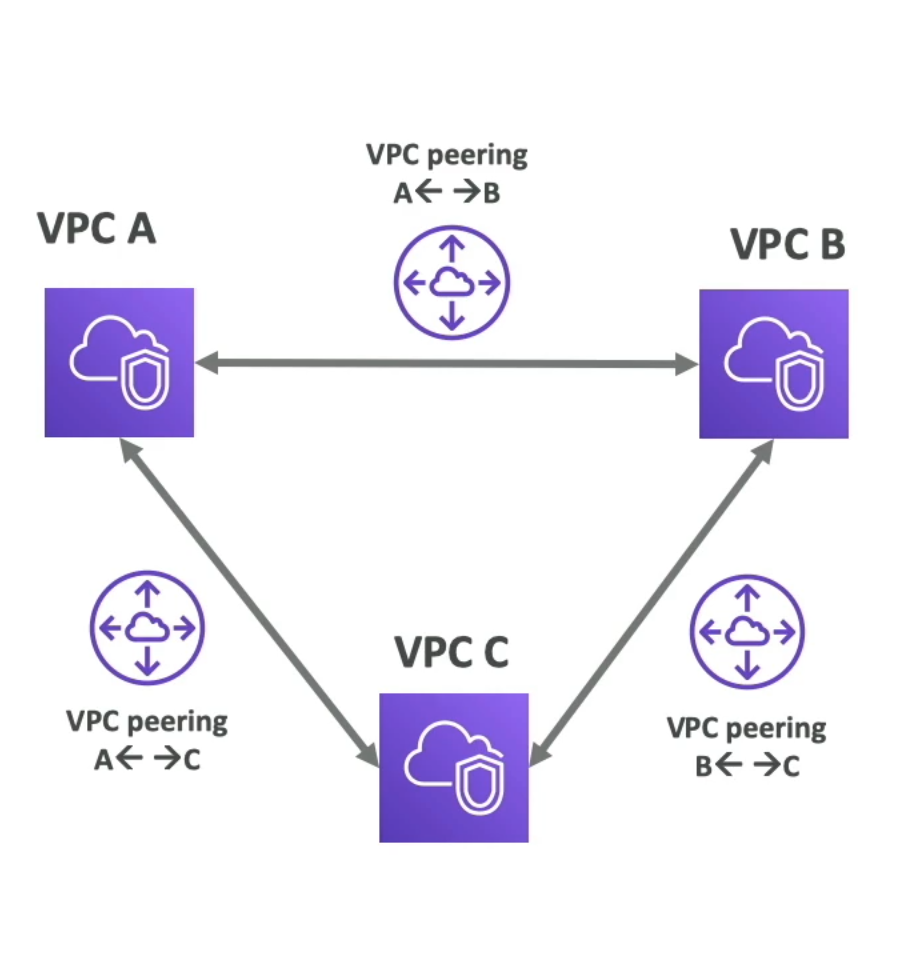 VPC peering
A← →B
VPC A
VPC B
VPC C
VPC peering
A← →C
VPC peering
B← →C